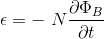 ϵ = − N ∂Φ_B/∂t